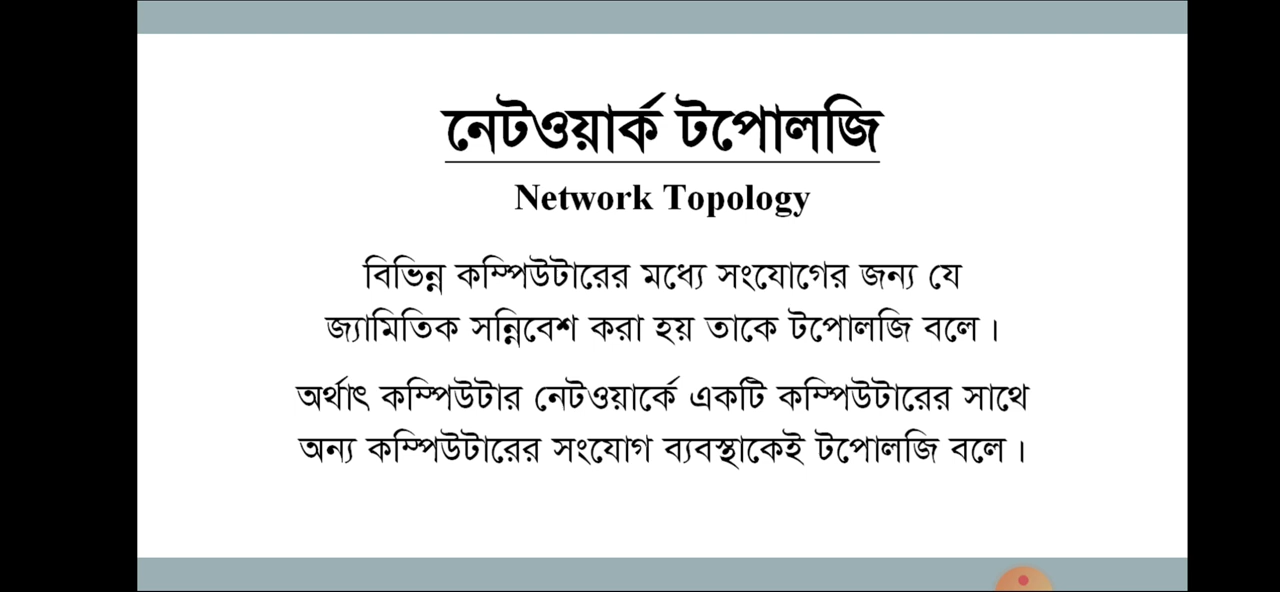 নেটওয়ার্ক টপোলজি
Network Topology
বিভিন্ন কম্পিউটারের মধ্যে সংযোগের জন্য যে
জ্যামিতিক সন্নিবেশ করা হয় তাকে টপোলজি বলে।
অর্থাৎ কম্পিউটার নেটওয়ার্কে একটি কম্পিউটারের সাথে
অন্য কম্পিউটারের সংযোগ ব্যবস্থাকেই টপোলজি বলে।